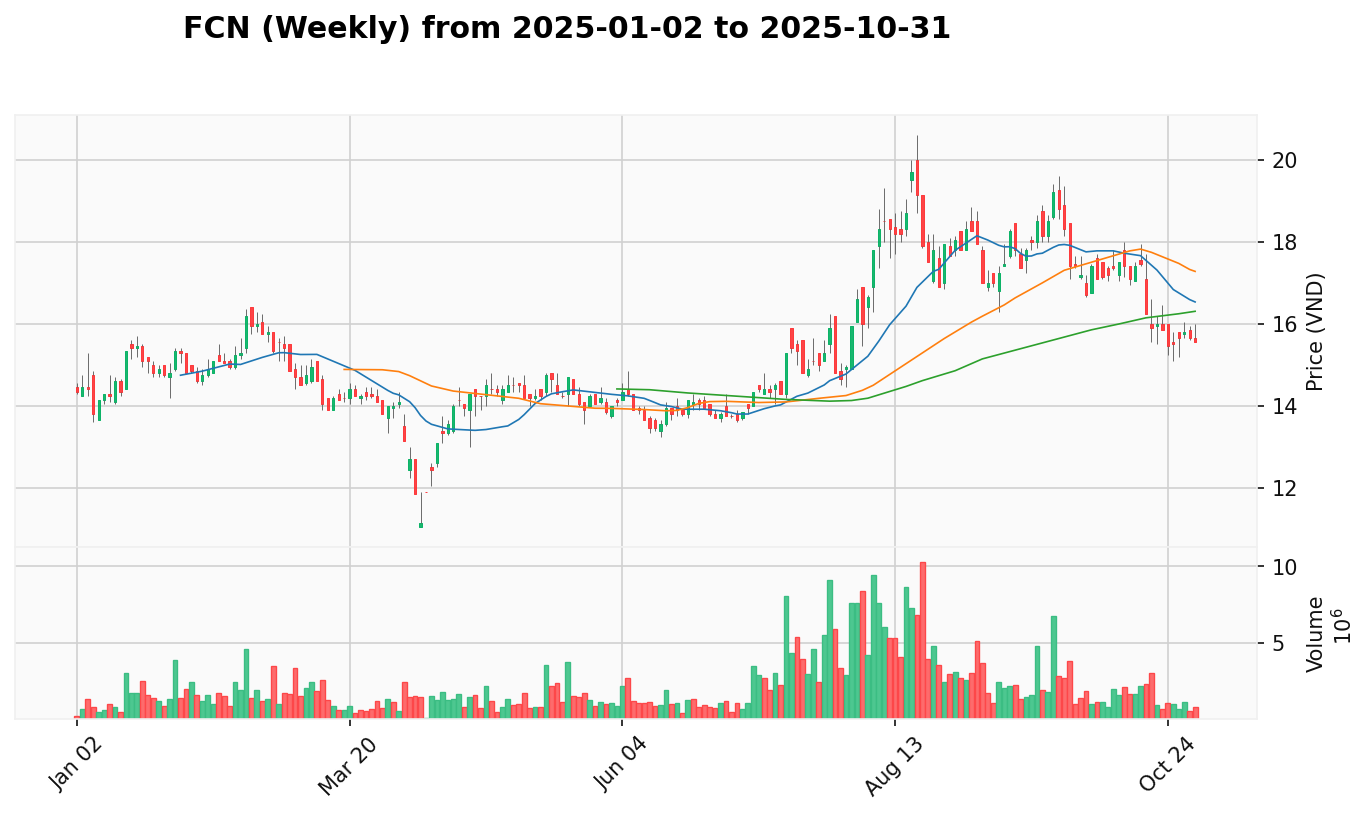 FCN (Weekly) from 2025-01-02 to 2025-10-31
20
18
16
14
12
Price (VND)
10
5
Volume
10⁶
Jan 02
Mar 20
Jun 04
Aug 13
Oct 24